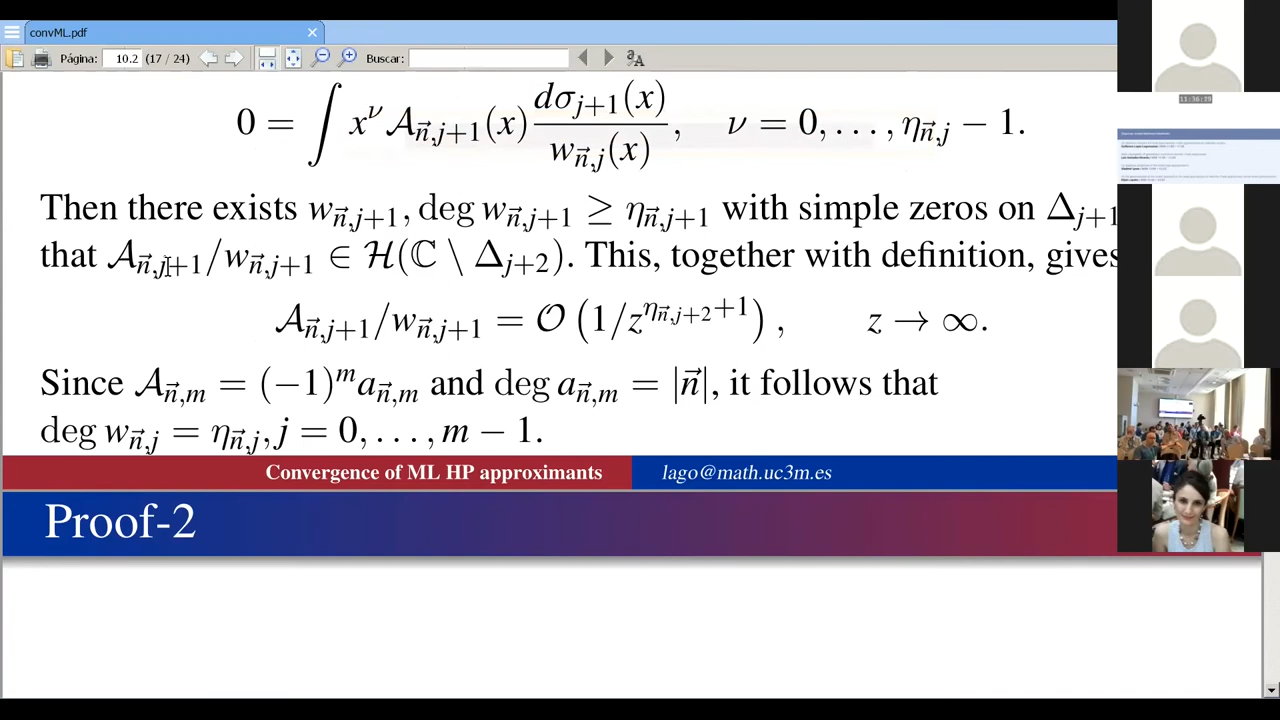 convML.pdf
Página: 10.2 (17 / 24) Buscar:
0 = ∫ x^ν 𝒜_{n⃗,j+1}(x) dσ_{j+1}(x) / w_{n⃗,j}(x), ν = 0, . . . , η_{n⃗,j} − 1.
Then there exists w_{n⃗,j+1}, deg w_{n⃗,j+1} ≥ η_{n⃗,j+1} with simple zeros on Δ_{j+1}
that 𝒜_{n⃗,j+1}/w_{n⃗,j+1} ∈ ℋ(ℂ \ Δ_{j+2}). This, together with definition, gives
𝒜_{n⃗,j+1}/w_{n⃗,j+1} = 𝒪 (1/z^{η_{n⃗,j+2}+1}) , z → ∞.
Since 𝒜_{n⃗,m} = (−1)^m a_{n⃗,m} and deg a_{n⃗,m} = |n⃗|, it follows that
deg w_{n⃗,j} = η_{n⃗,j}, j = 0, . . . , m − 1.
Convergence of ML HP approximants lago@math.uc3m.es
Proof-2